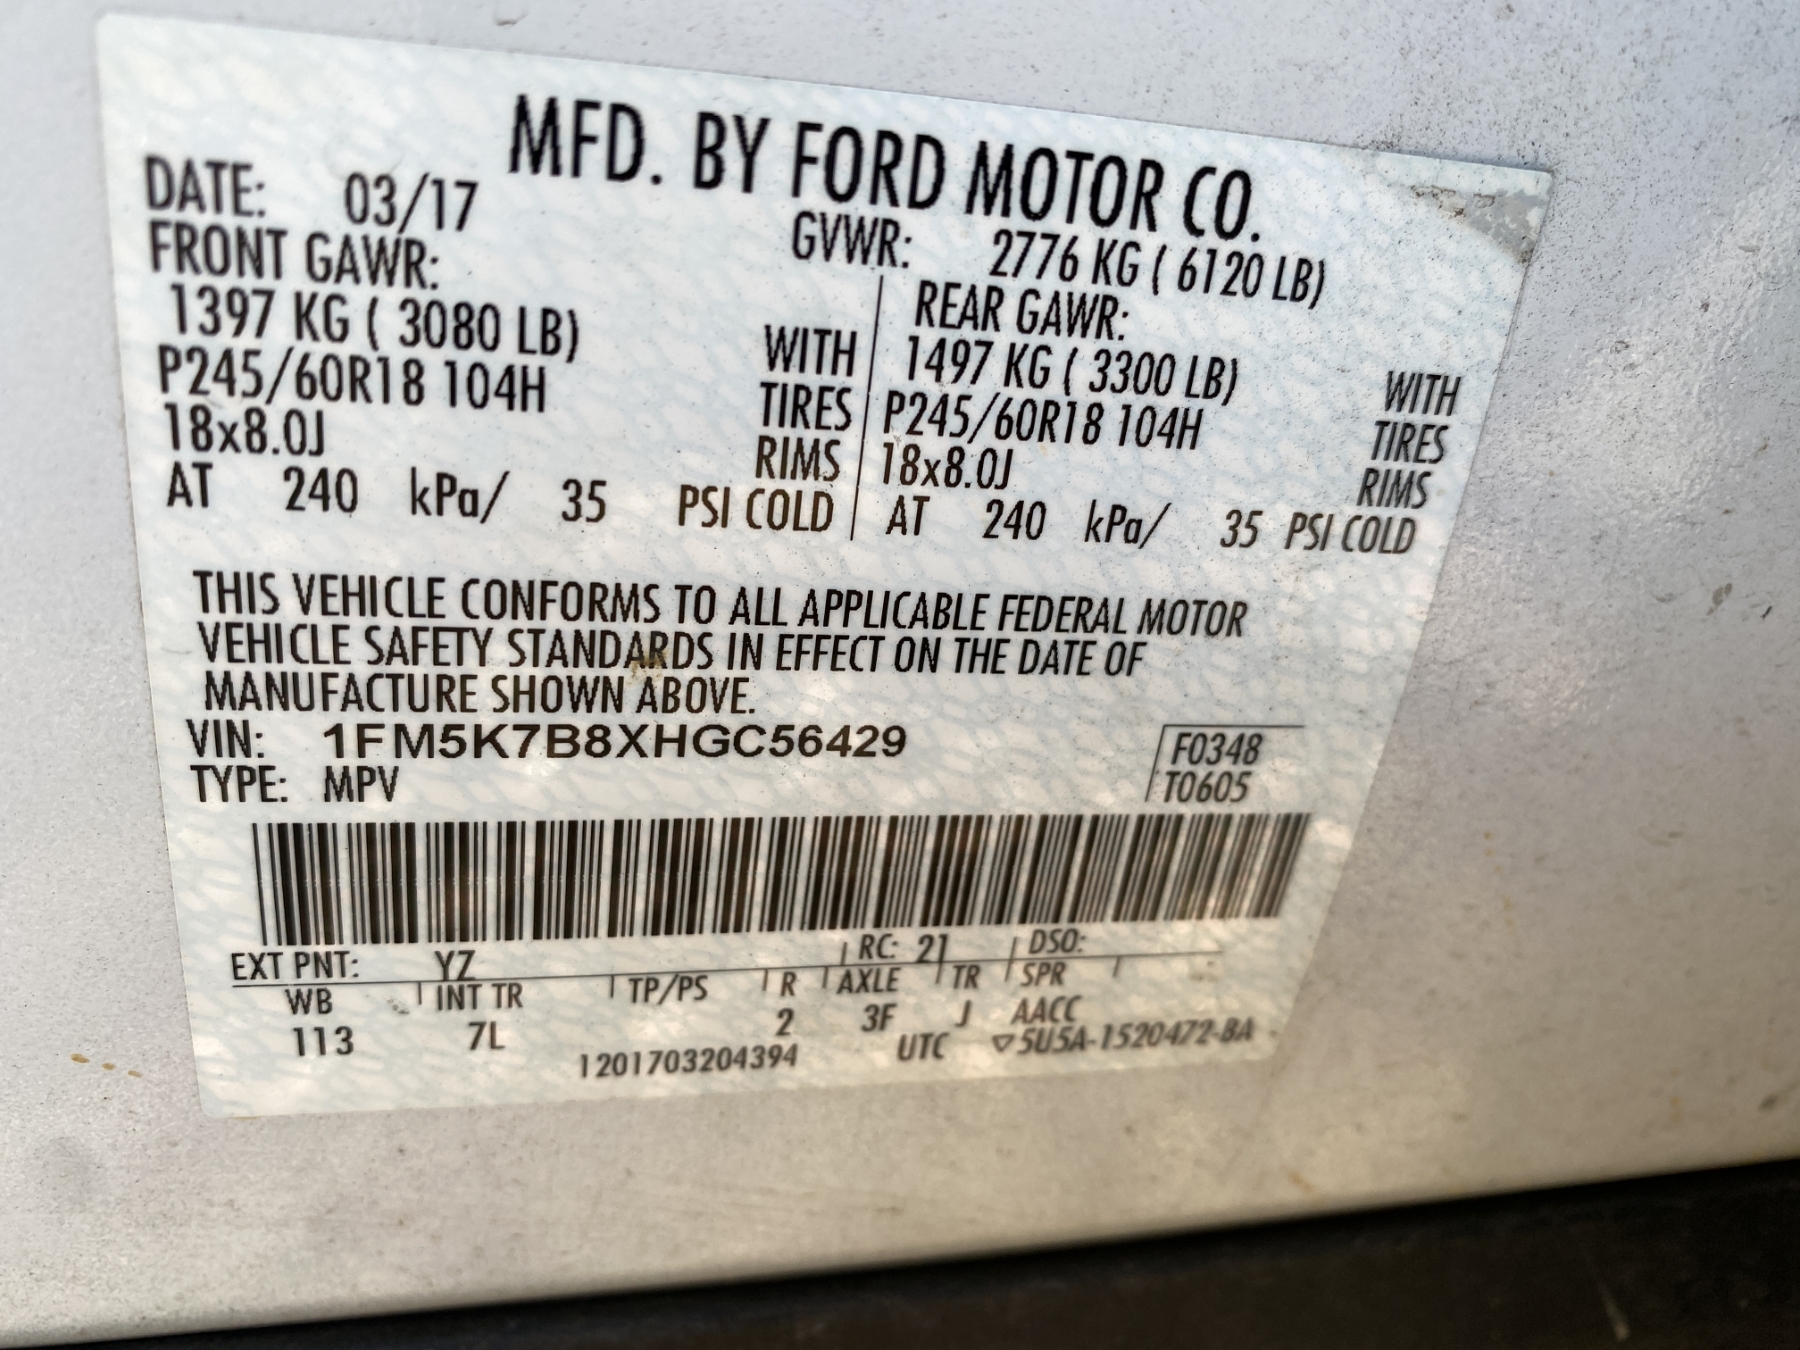 MFD. BY FORD MOTOR CO.
DATE: 03/17 GVWR: 2776 KG ( 6120 LB)
FRONT GAWR: REAR GAWR:
1397 KG ( 3080 LB) WITH 1497 KG ( 3300 LB) WITH
P245/60R18 104H TIRES P245/60R18 104H TIRES
18x8.0J RIMS 18x8.0J RIMS
AT 240 kPa/ 35 PSI COLD AT 240 kPa/ 35 PSI COLD
THIS VEHICLE CONFORMS TO ALL APPLICABLE FEDERAL MOTOR
VEHICLE SAFETY STANDARDS IN EFFECT ON THE DATE OF
MANUFACTURE SHOWN ABOVE.
VIN: 1FM5K7B8XHGC56429 F0348
TYPE: MPV T0605
EXT PNT: YZ RC: 21 DSO:
WB INT TR TP/PS R AXLE TR SPR
113 7L 2 3F J AACC
1201703204394 UTC ▽5U5A-1520472-BA